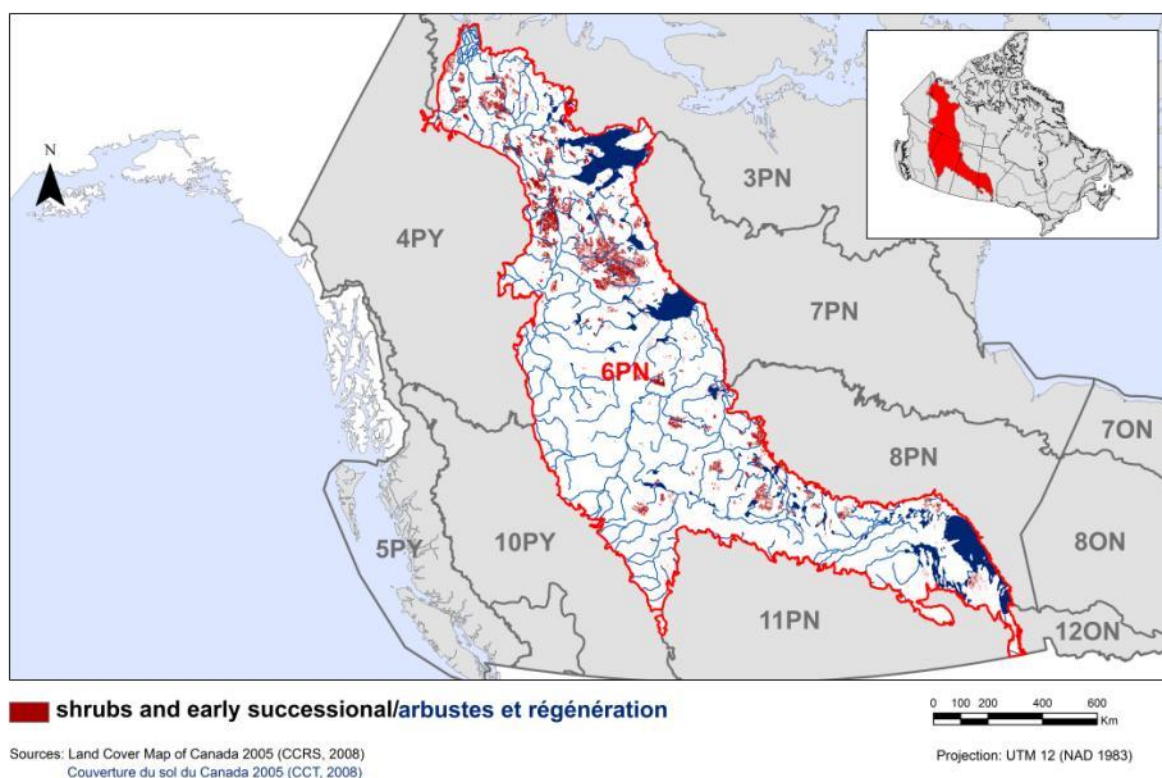 N
3PN
4PY
7PN
6PN
7ON
8PN
5PY
10PY
8ON
11PN
12ON
shrubs and early successional/arbustes et régénération
0 100 200 400 600
Km
Sources: Land Cover Map of Canada 2005 (CCRS, 2008)
Couverture du sol du Canada 2005 (CCT, 2008)
Projection: UTM 12 (NAD 1983)